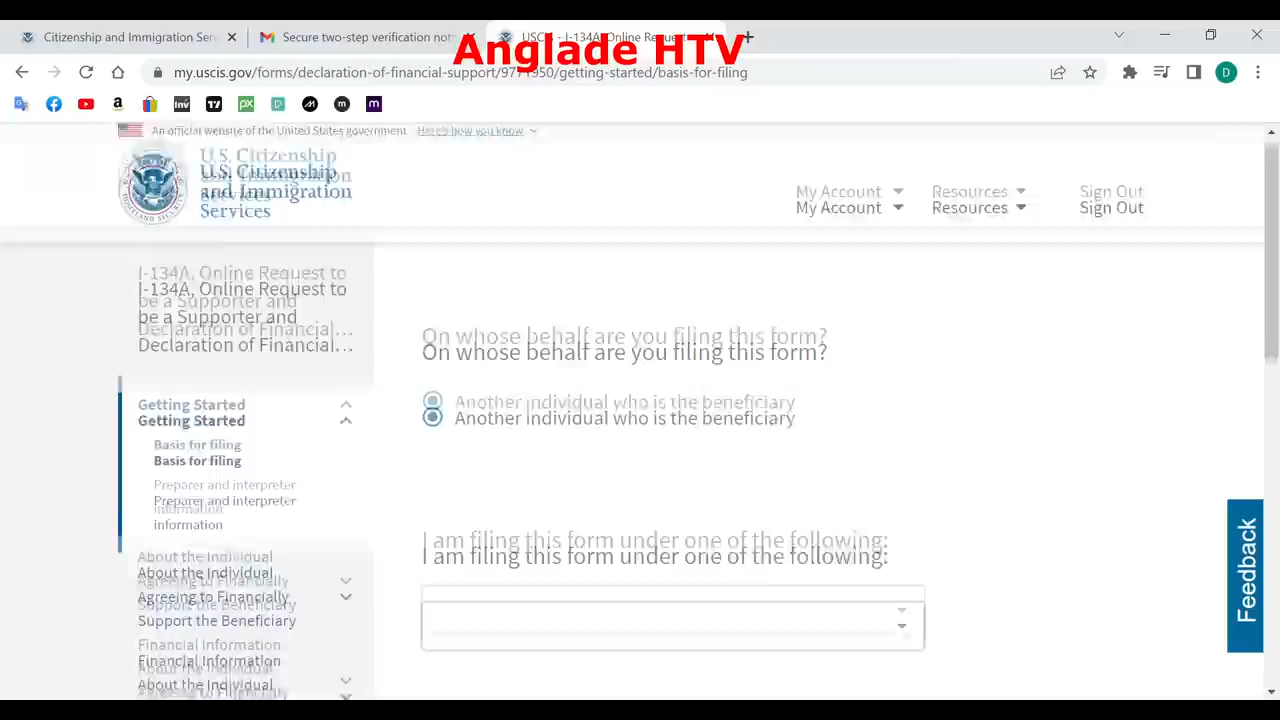 Citizenship and Immigration Ser
Secure two-step verification not
USCIS - I-134A, Online Request to
Anglade HTV
my.uscis.gov/forms/declaration-of-financial-support/9771950/getting-started/basis-for-filing
D
An official website of the United States government
Here's how you know
U.S. Citizenship
and Immigration
Services
My Account
Resources
Sign Out
I-134A, Online Request to
be a Supporter and
Declaration of Financial...
On whose behalf are you filing this form?
Another individual who is the beneficiary
Getting Started
Basis for filing
Preparer and interpreter
information
I am filing this form under one of the following:
About the Individual
Agreeing to Financially
Support the Beneficiary
Financial Information
About the Individual
Feedback